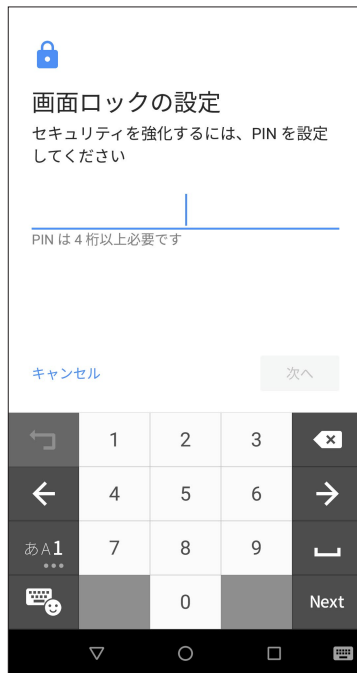 画面ロックの設定
セキュリティを強化するには、PIN を設定
してください
PIN は 4 桁以上必要です
キャンセル
次へ
1 2 3
4 5 6
あA1 7 8 9
0 Next